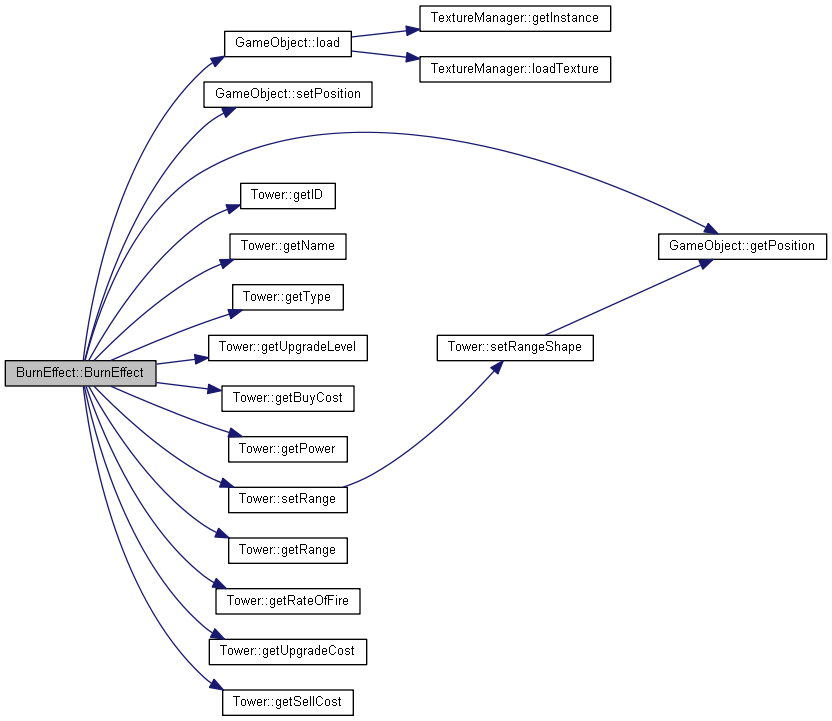 TextureManager::getInstance
GameObject::load
TextureManager::loadTexture
GameObject::setPosition
Tower::getID
Tower::getName
GameObject::getPosition
Tower::getType
Tower::getUpgradeLevel
Tower::setRangeShape
BurnEffect::BurnEffect
Tower::getBuyCost
Tower::getPower
Tower::setRange
Tower::getRange
Tower::getRateOfFire
Tower::getUpgradeCost
Tower::getSellCost